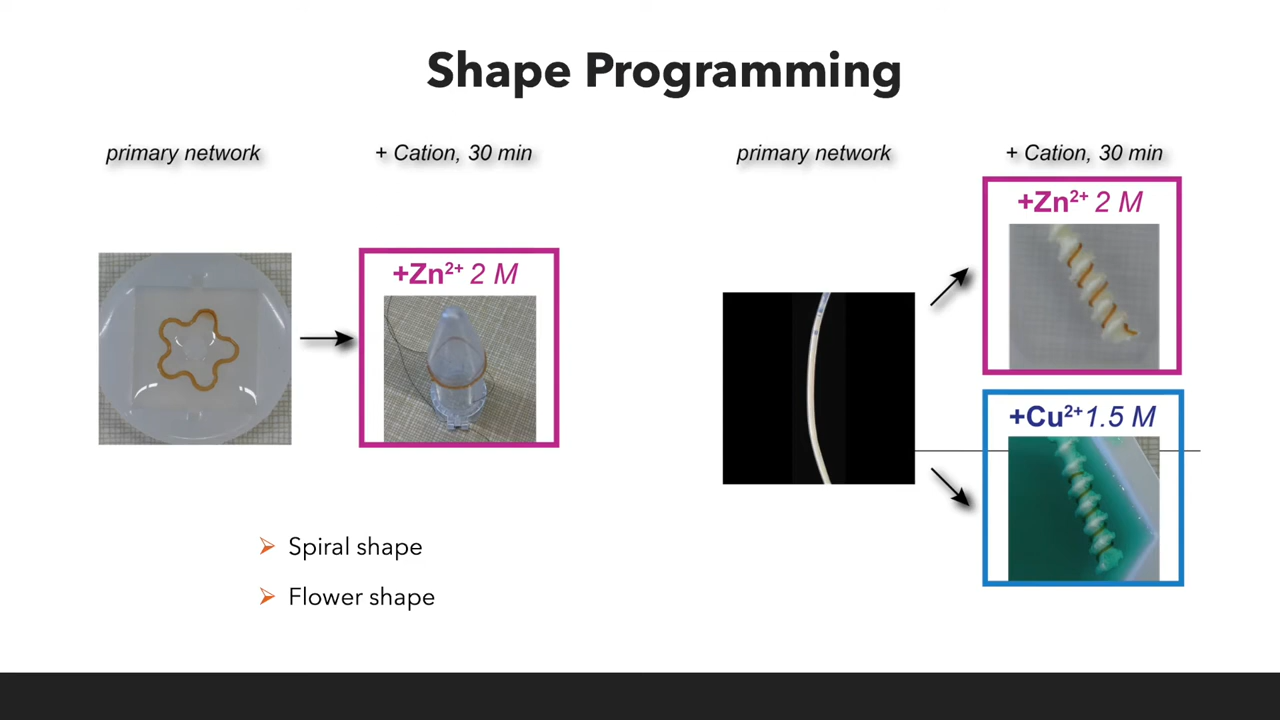 Shape Programming
primary network
+ Cation, 30 min
+Zn²⁺ 2 M
Spiral shape
Flower shape
primary network
+ Cation, 30 min
+Zn²⁺ 2 M
+Cu²⁺ 1.5 M